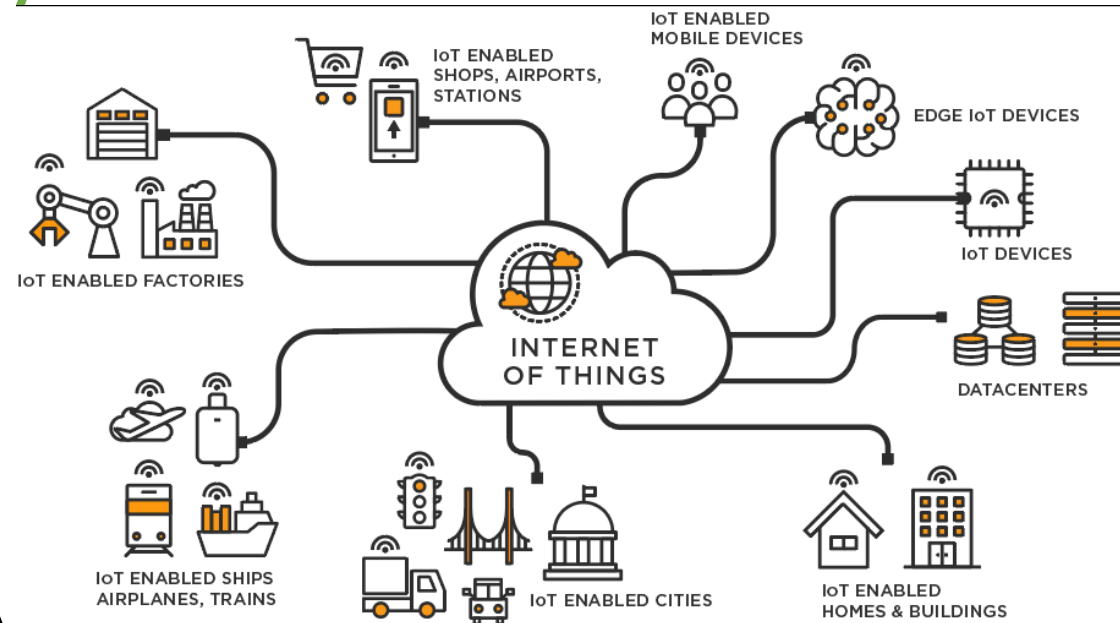 IoT ENABLED
MOBILE DEVICES
IoT ENABLED
SHOPS, AIRPORTS,
STATIONS
EDGE IoT DEVICES
IoT DEVICES
IoT ENABLED FACTORIES
INTERNET
OF THINGS
DATACENTERS
IoT ENABLED SHIPS
AIRPLANES, TRAINS
IoT ENABLED CITIES
IoT ENABLED
HOMES & BUILDINGS